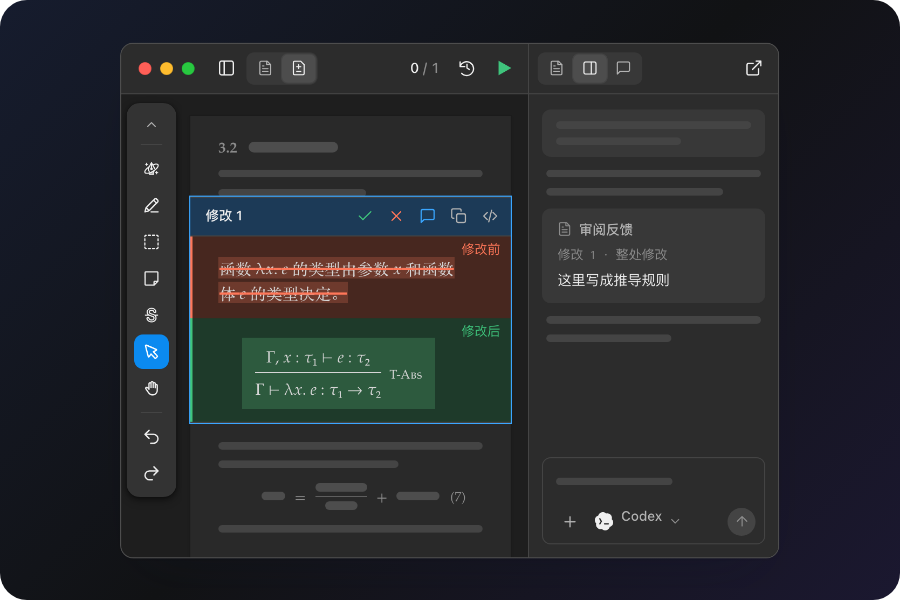 0 / 1
3.2
修改 1
修改前
函数 λx. e 的类型由参数 x 和函数
体 e 的类型决定。
修改后
Γ, x : τ₁ ⊢ e : τ₂
T-Abs
Γ ⊢ λx. e : τ₁ → τ₂
= + (7)
审阅反馈
修改 1 · 整处修改
这里写成推导规则
Codex